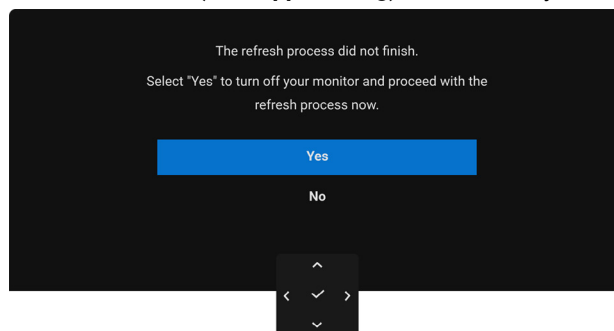 The refresh process did not finish.
Select "Yes" to turn off your monitor and proceed with the
refresh process now.
Yes
No